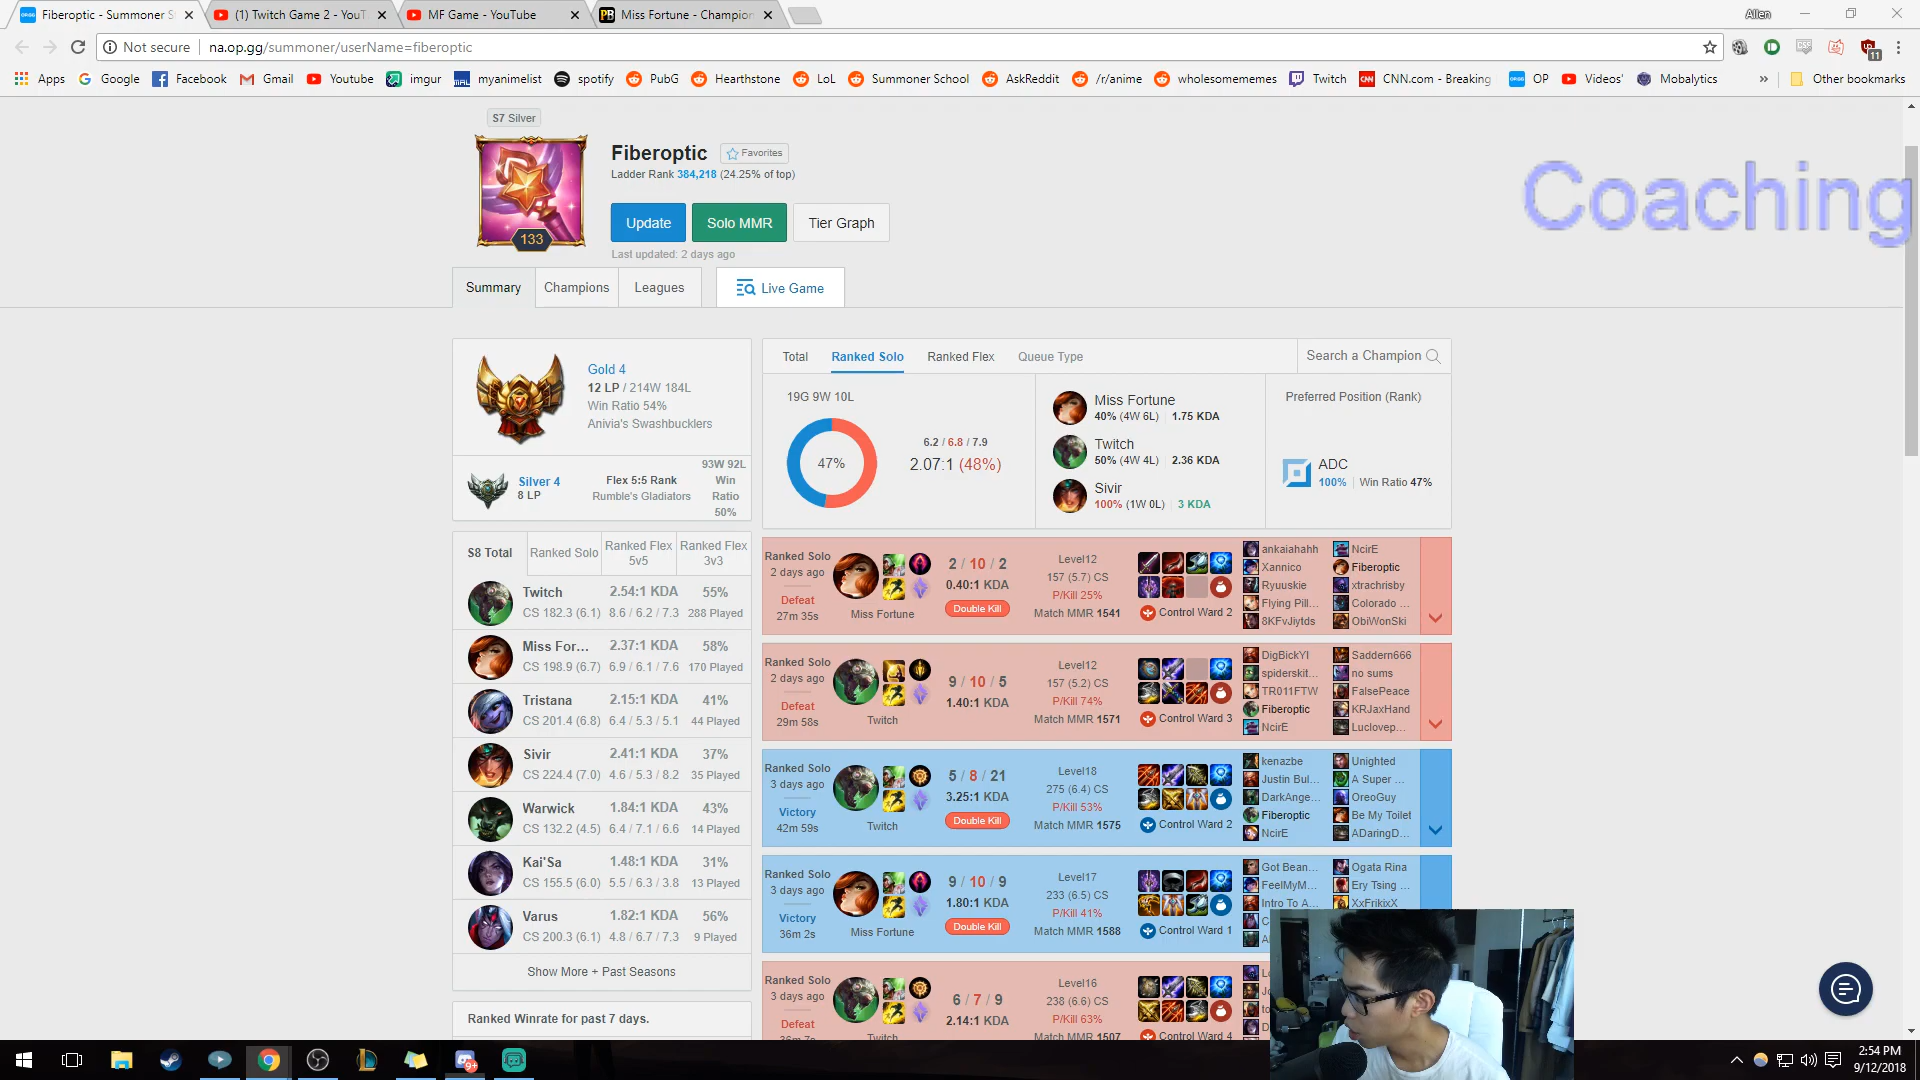 Fiberoptic - Summoner S
(1) Twitch Game 2 - YouT
MF Game - YouTube
Miss Fortune - Champion
Allen
Not secure
na.op.gg/summoner/userName=fiberoptic
11
Apps
Google
Facebook
Gmail
Youtube
imgur
myanimelist
spotify
PubG
Hearthstone
LoL
Summoner School
AskReddit
/r/anime
wholesomememes
Twitch
CNN.com - Breaking
OP
Videos'
Mobalytics
»
Other bookmarks
S7 Silver
133
Fiberoptic
Favorites
Ladder Rank 384,218 (24.25% of top)
Update
Solo MMR
Tier Graph
Last updated: 2 days ago
Coaching
Summary
Champions
Leagues
Live Game
Gold 4
12 LP / 214W 184L
Win Ratio 54%
Anivia's Swashbucklers
Silver 4
8 LP
Flex 5:5 Rank
Rumble's Gladiators
93W 92L
Win
Ratio
50%
S8 Total
Ranked Solo
Ranked Flex 5v5
Ranked Flex 3v3
Twitch
CS 182.3 (6.1)
2.54:1 KDA
8.6 / 6.2 / 7.3
55%
288 Played
Miss For...
CS 198.9 (6.7)
2.37:1 KDA
6.9 / 6.1 / 7.6
58%
170 Played
Tristana
CS 201.4 (6.8)
2.15:1 KDA
6.4 / 5.3 / 5.1
41%
44 Played
Sivir
CS 224.4 (7.0)
2.41:1 KDA
4.6 / 5.3 / 8.2
37%
35 Played
Warwick
CS 132.2 (4.5)
1.84:1 KDA
6.4 / 7.1 / 6.6
43%
14 Played
Kai'Sa
CS 155.5 (6.0)
1.48:1 KDA
5.5 / 6.3 / 3.8
31%
13 Played
Varus
CS 200.3 (6.1)
1.82:1 KDA
4.8 / 6.7 / 7.3
56%
9 Played
Show More + Past Seasons
Ranked Winrate for past 7 days.
Total
Ranked Solo
Ranked Flex
Queue Type
Search a Champion
19G 9W 10L
47%
6.2 / 6.8 / 7.9
2.07:1 (48%)
Miss Fortune
40% (4W 6L) 1.75 KDA
Twitch
50% (4W 4L) 2.36 KDA
Sivir
100% (1W 0L) 3 KDA
Preferred Position (Rank)
ADC
100% Win Ratio 47%
Ranked Solo
2 days ago
Defeat
27m 35s
Miss Fortune
2 / 10 / 2
0.40:1 KDA
Double Kill
Level12
157 (5.7) CS
P/Kill 25%
Match MMR 1541
Control Ward 2
ankaiahahh
Xannico
Ryuuskie
Flying Pill...
8KFvJiytds
NcirE
Fiberoptic
xtrachrisby
Colorado ...
ObiWonSki
Ranked Solo
2 days ago
Defeat
29m 58s
Twitch
9 / 10 / 5
1.40:1 KDA
Level12
157 (5.2) CS
P/Kill 74%
Match MMR 1571
Control Ward 3
DigBickYI
spiderskit...
TR011FTW
Fiberoptic
NcirE
Saddern666
no sums
FalsePeace
KRJaxHand
Luclovep...
Ranked Solo
3 days ago
Victory
42m 59s
Twitch
5 / 8 / 21
3.25:1 KDA
Double Kill
Level18
275 (6.4) CS
P/Kill 53%
Match MMR 1575
Control Ward 2
kenazbe
Justin Bul...
DarkAnge...
Fiberoptic
NcirE
Unighted
A Super ...
OreoGuy
Be My Toilet
ADaringD...
Ranked Solo
3 days ago
Victory
36m 2s
Miss Fortune
9 / 10 / 9
1.80:1 KDA
Double Kill
Level17
233 (6.5) CS
P/Kill 41%
Match MMR 1588
Control Ward 1
Got Bean...
FeelMyM...
Intro To A...
Ogata Rina
Ery Tsing ...
XxFrikixX
Ranked Solo
3 days ago
Defeat
Twitch
6 / 7 / 9
2.14:1 KDA
Level16
238 (6.6) CS
P/Kill 63%
Match MMR 1507
Control Ward 4
9+
2:54 PM
9/12/2018